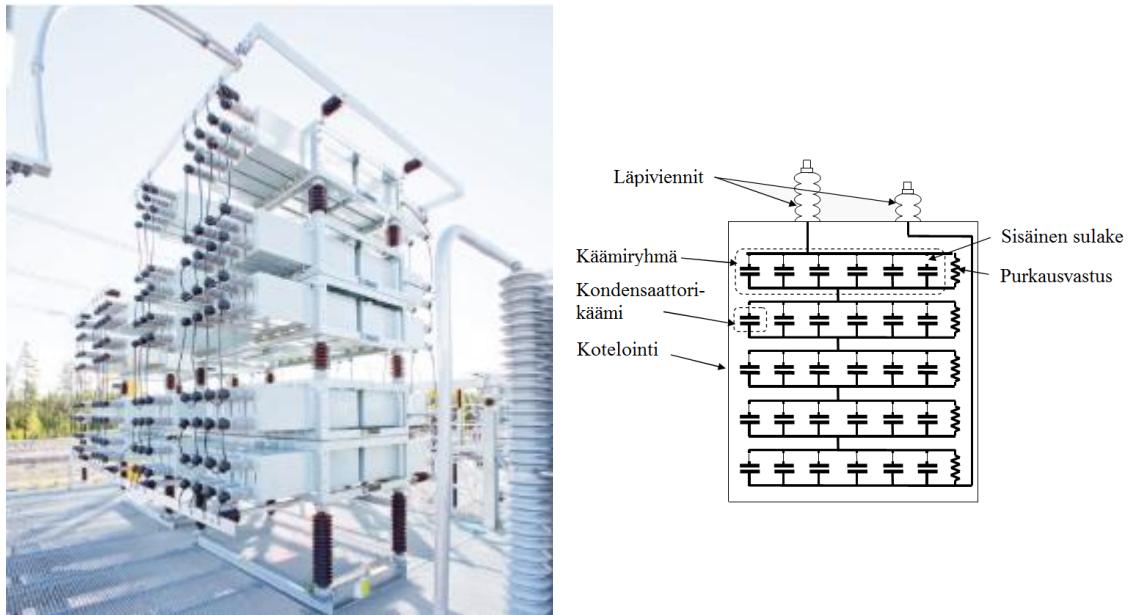 Läpiviennit
Sisäinen sulake
Käämiryhmä
Purkausvastus
Kondensaattori-
käämi
Kotelointi